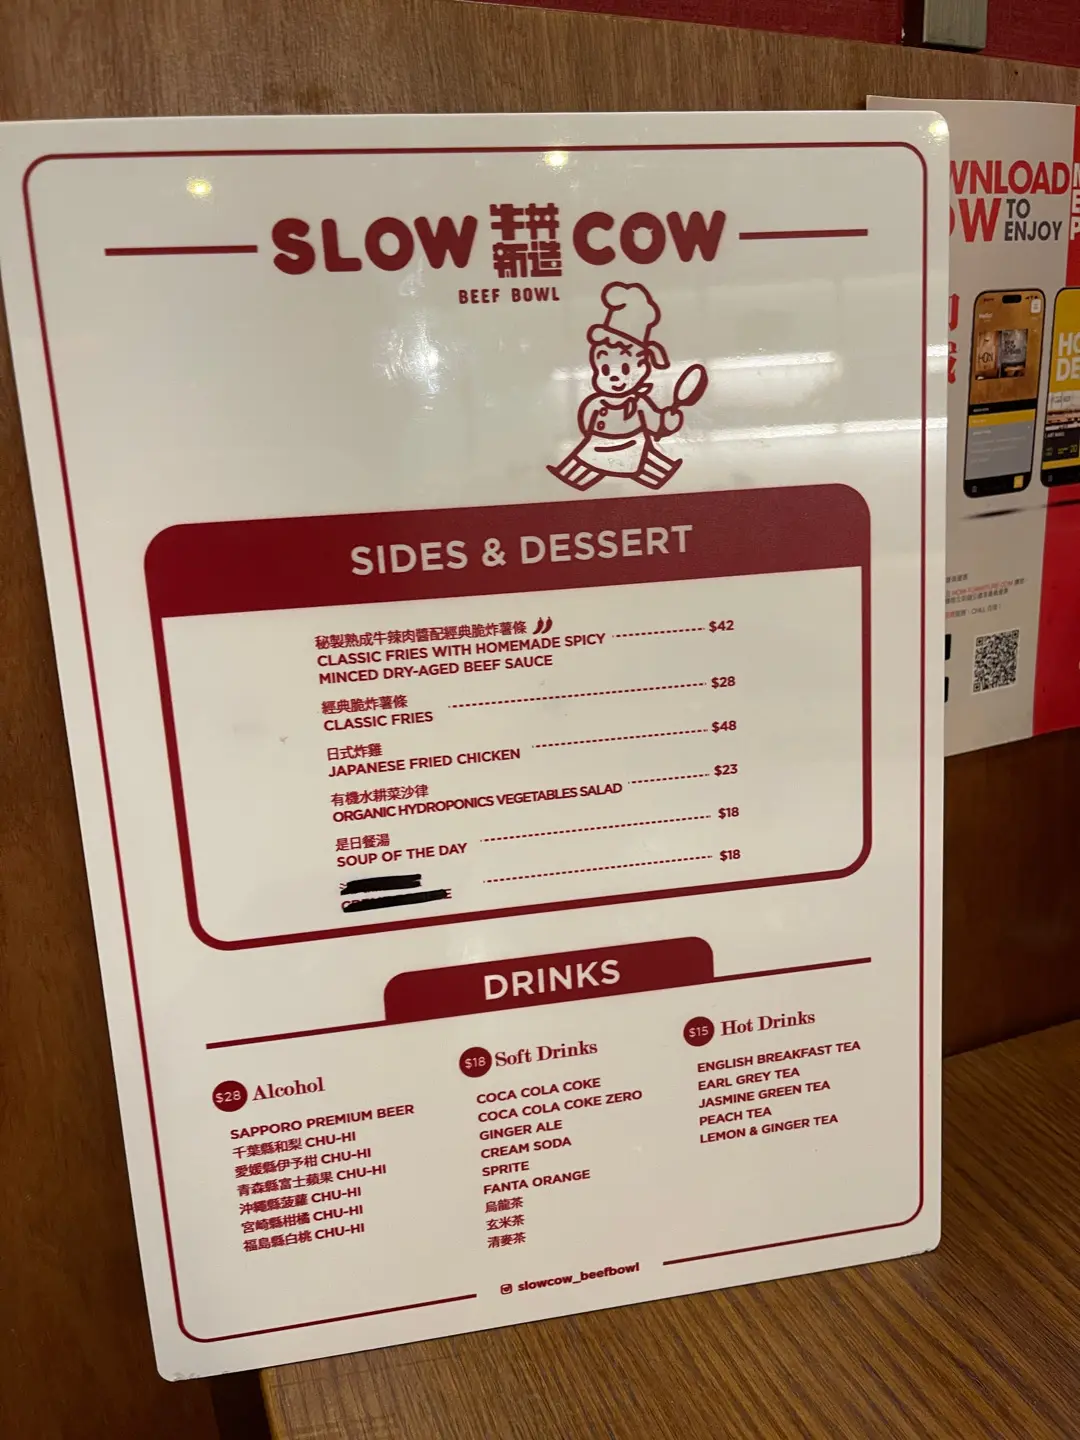 SLOW 牛丼 COW
新造
BEEF BOWL
SIDES & DESSERT
秘製熟成牛辣肉醬配經典脆炸薯條
CLASSIC FRIES WITH HOMEMADE SPICY $42
MINCED DRY-AGED BEEF SAUCE
經典脆炸薯條 $28
CLASSIC FRIES
日式炸雞 $48
JAPANESE FRIED CHICKEN
有機水耕菜沙律 $23
ORGANIC HYDROPONICS VEGETABLES SALAD
是日餐湯 $18
SOUP OF THE DAY
$18
DRINKS
$28 Alcohol
SAPPORO PREMIUM BEER
千葉縣和梨 CHU-HI
愛媛縣伊予柑 CHU-HI
青森縣富士蘋果 CHU-HI
沖繩縣菠蘿 CHU-HI
宮崎縣柑橘 CHU-HI
福島縣白桃 CHU-HI
$18 Soft Drinks
COCA COLA COKE
COCA COLA COKE ZERO
GINGER ALE
CREAM SODA
SPRITE
FANTA ORANGE
烏龍茶
玄米茶
清麥茶
$15 Hot Drinks
ENGLISH BREAKFAST TEA
EARL GREY TEA
JASMINE GREEN TEA
PEACH TEA
LEMON & GINGER TEA
slowcow_beefbowl
WNLOAD
OW TO
ENJOY